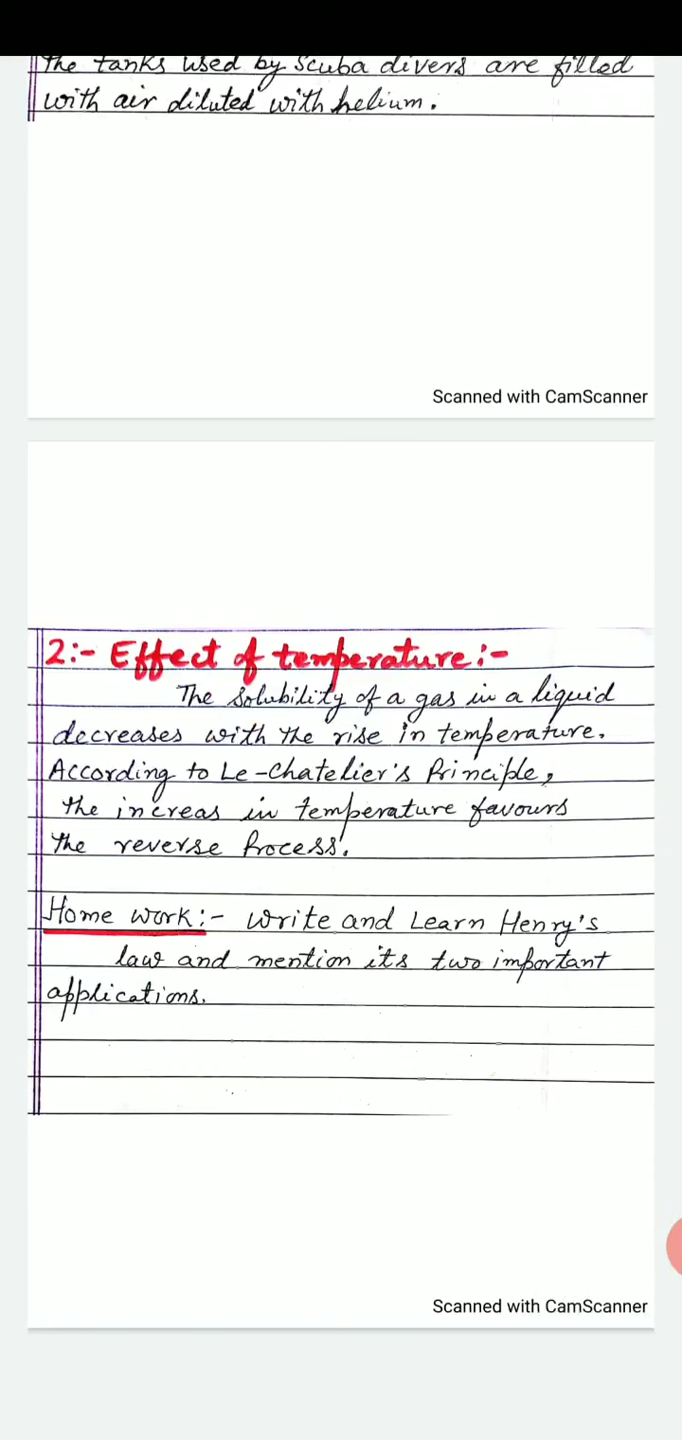 The tanks used by Scuba divers are filled
with air diluted with helium.
Scanned with CamScanner
2:- Effect of temperature:-
The solubility of a gas in a liquid
decreases with the rise in temperature.
According to Le-Chatelier's Principle,
the increas in temperature favours
the reverse Process.
Home work:- write and Learn Henry's
law and mention its two important
applications.
Scanned with CamScanner